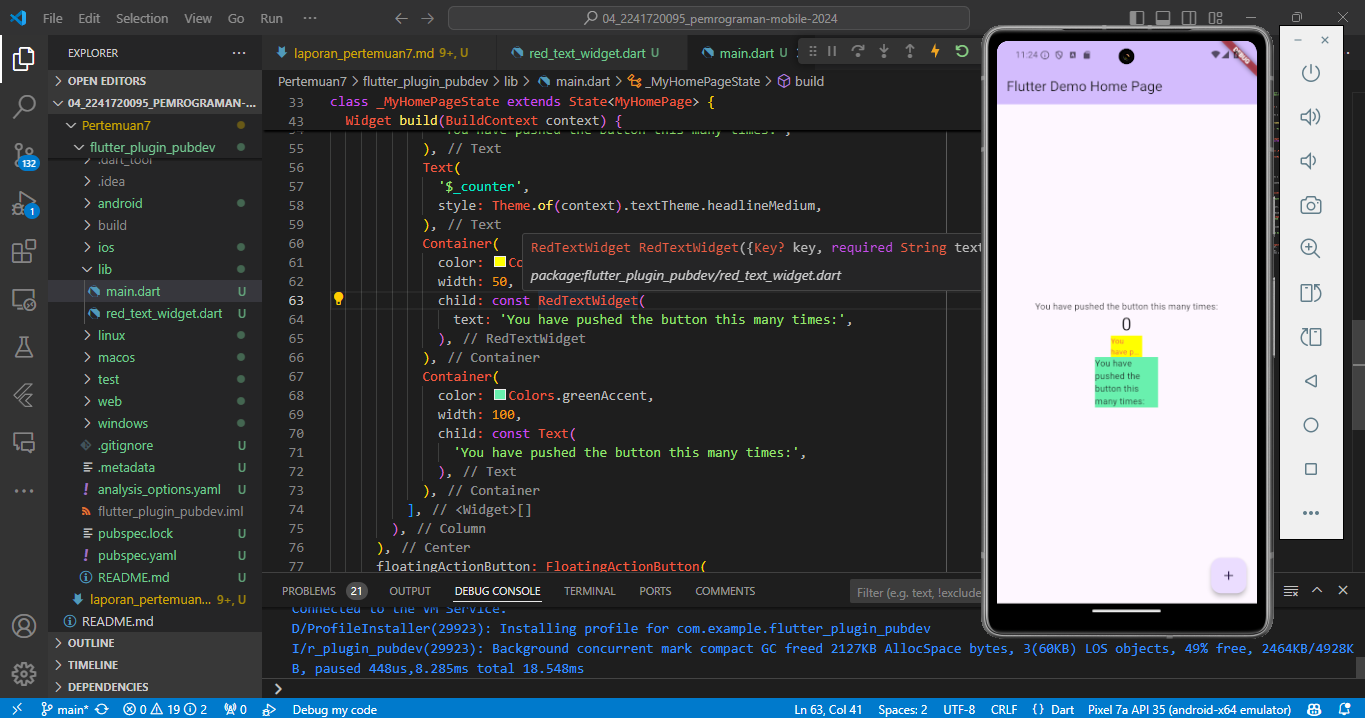 File Edit Selection View Go Run ···
04_2241720095_pemrograman-mobile-2024
EXPLORER
OPEN EDITORS
04_2241720095_PEMROGRAMAN-...
Pertemuan7
flutter_plugin_pubdev
.dart_tool
.idea
android
build
ios
lib
main.dart U
red_text_widget.dart U
linux
macos
test
web
windows
.gitignore U
.metadata U
analysis_options.yaml U
flutter_plugin_pubdev.iml
pubspec.lock U
pubspec.yaml U
README.md U
laporan_pertemuan... 9+, U
README.md
OUTLINE
TIMELINE
DEPENDENCIES
132
1
laporan_pertemuan7.md 9+, U
red_text_widget.dart U
main.dart U
Pertemuan7 > flutter_plugin_pubdev > lib > main.dart > _MyHomePageState > build
33 class _MyHomePageState extends State<MyHomePage> {
43 Widget build(BuildContext context) {
54 'You have pushed the button this many times:',
55 ), // Text
56 Text(
57 '$_counter',
58 style: Theme.of(context).textTheme.headlineMedium,
59 ), // Text
60 Container(
61 color: Co
62 width: 50,
63 child: const RedTextWidget(
64 text: 'You have pushed the button this many times:',
65 ), // RedTextWidget
66 ), // Container
67 Container(
68 color: Colors.greenAccent,
69 width: 100,
70 child: const Text(
71 'You have pushed the button this many times:',
72 ), // Text
73 ), // Container
74 ], // <Widget>[]
75 ), // Column
76 ), // Center
77 floatingActionButton: FloatingActionButton(
RedTextWidget RedTextWidget({Key? key, required String text
package:flutter_plugin_pubdev/red_text_widget.dart
PROBLEMS 21 OUTPUT DEBUG CONSOLE TERMINAL PORTS COMMENTS
Filter (e.g. text, !exclude
Connected to the VM Service.
D/ProfileInstaller(29923): Installing profile for com.example.flutter_plugin_pubdev
I/r_plugin_pubdev(29923): Background concurrent mark compact GC freed 2127KB AllocSpace bytes, 3(60KB) LOS objects, 49% free, 2464KB/4928K
B, paused 448us,8.285ms total 18.548ms
11:24
Flutter Demo Home Page
You have pushed the button this many times:
0
You
have p...
You have
pushed the
button this
many times:
+
main* 0 19 2 0 Debug my code
Ln 63, Col 41 Spaces: 2 UTF-8 CRLF {} Dart Pixel 7a API 35 (android-x64 emulator)